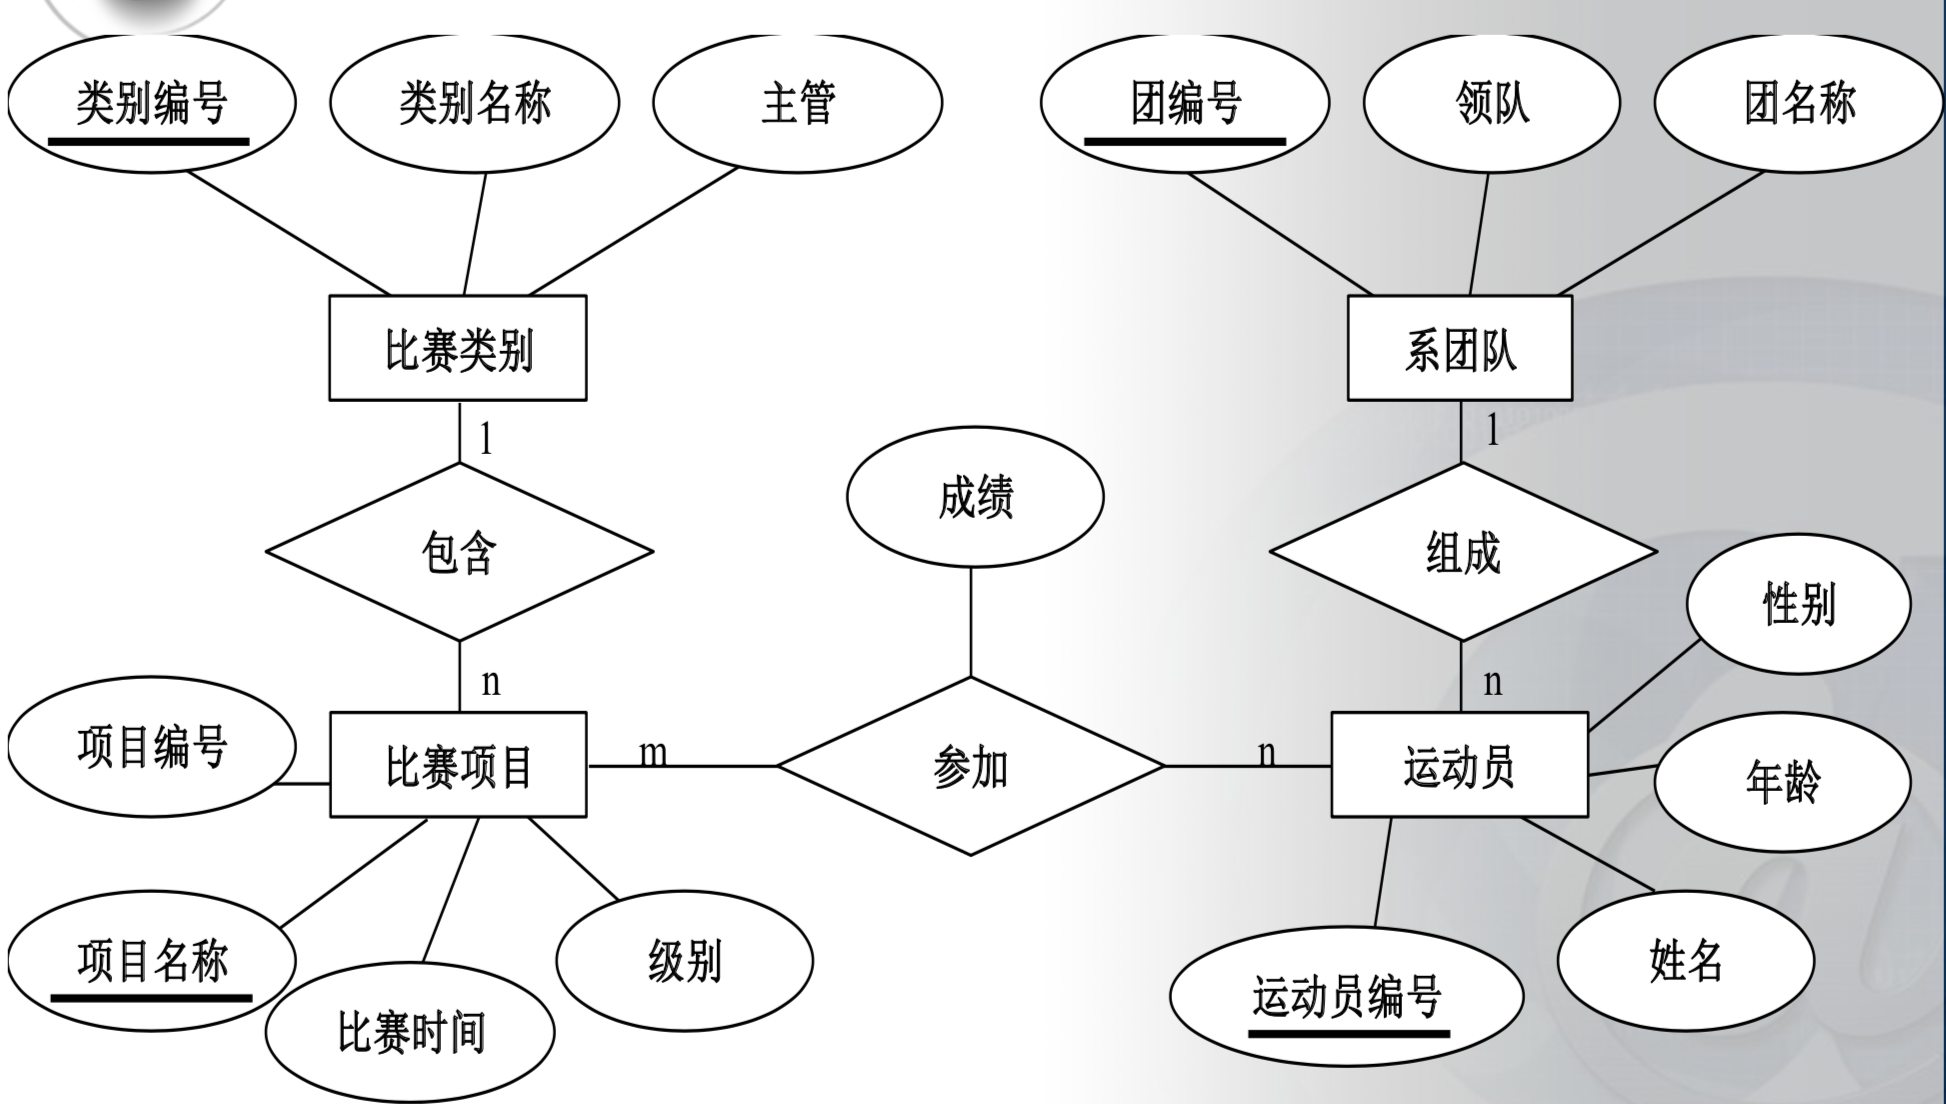 类别编号
类别名称
主管
团编号
领队
团名称
比赛类别
系团队
1
1
成绩
包含
组成
性别
n
n
项目编号
比赛项目
m
参加
n
运动员
年龄
项目名称
级别
姓名
比赛时间
运动员编号